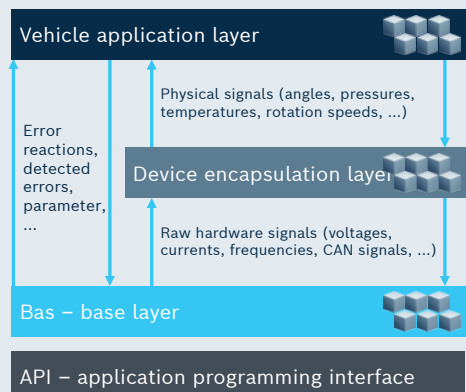 Vehicle application layer
Physical signals (angles, pressures,
temperatures, rotation speeds, ...)
Error
reactions,
detected
errors,
parameter,
...
Device encapsulation layer
Raw hardware signals (voltages,
currents, frequencies, CAN signals, ...)
Bas – base layer
API – application programming interface